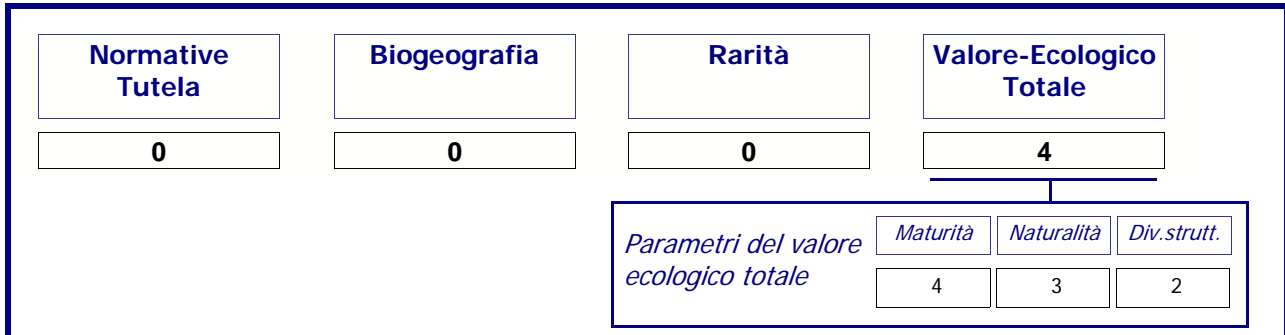 Normative
Tutela
Biogeografia
Rarità
Valore-Ecologico
Totale
0
0
0
4
Parametri del valore
ecologico totale
Maturità
Naturalità
Div.strutt.
4
3
2